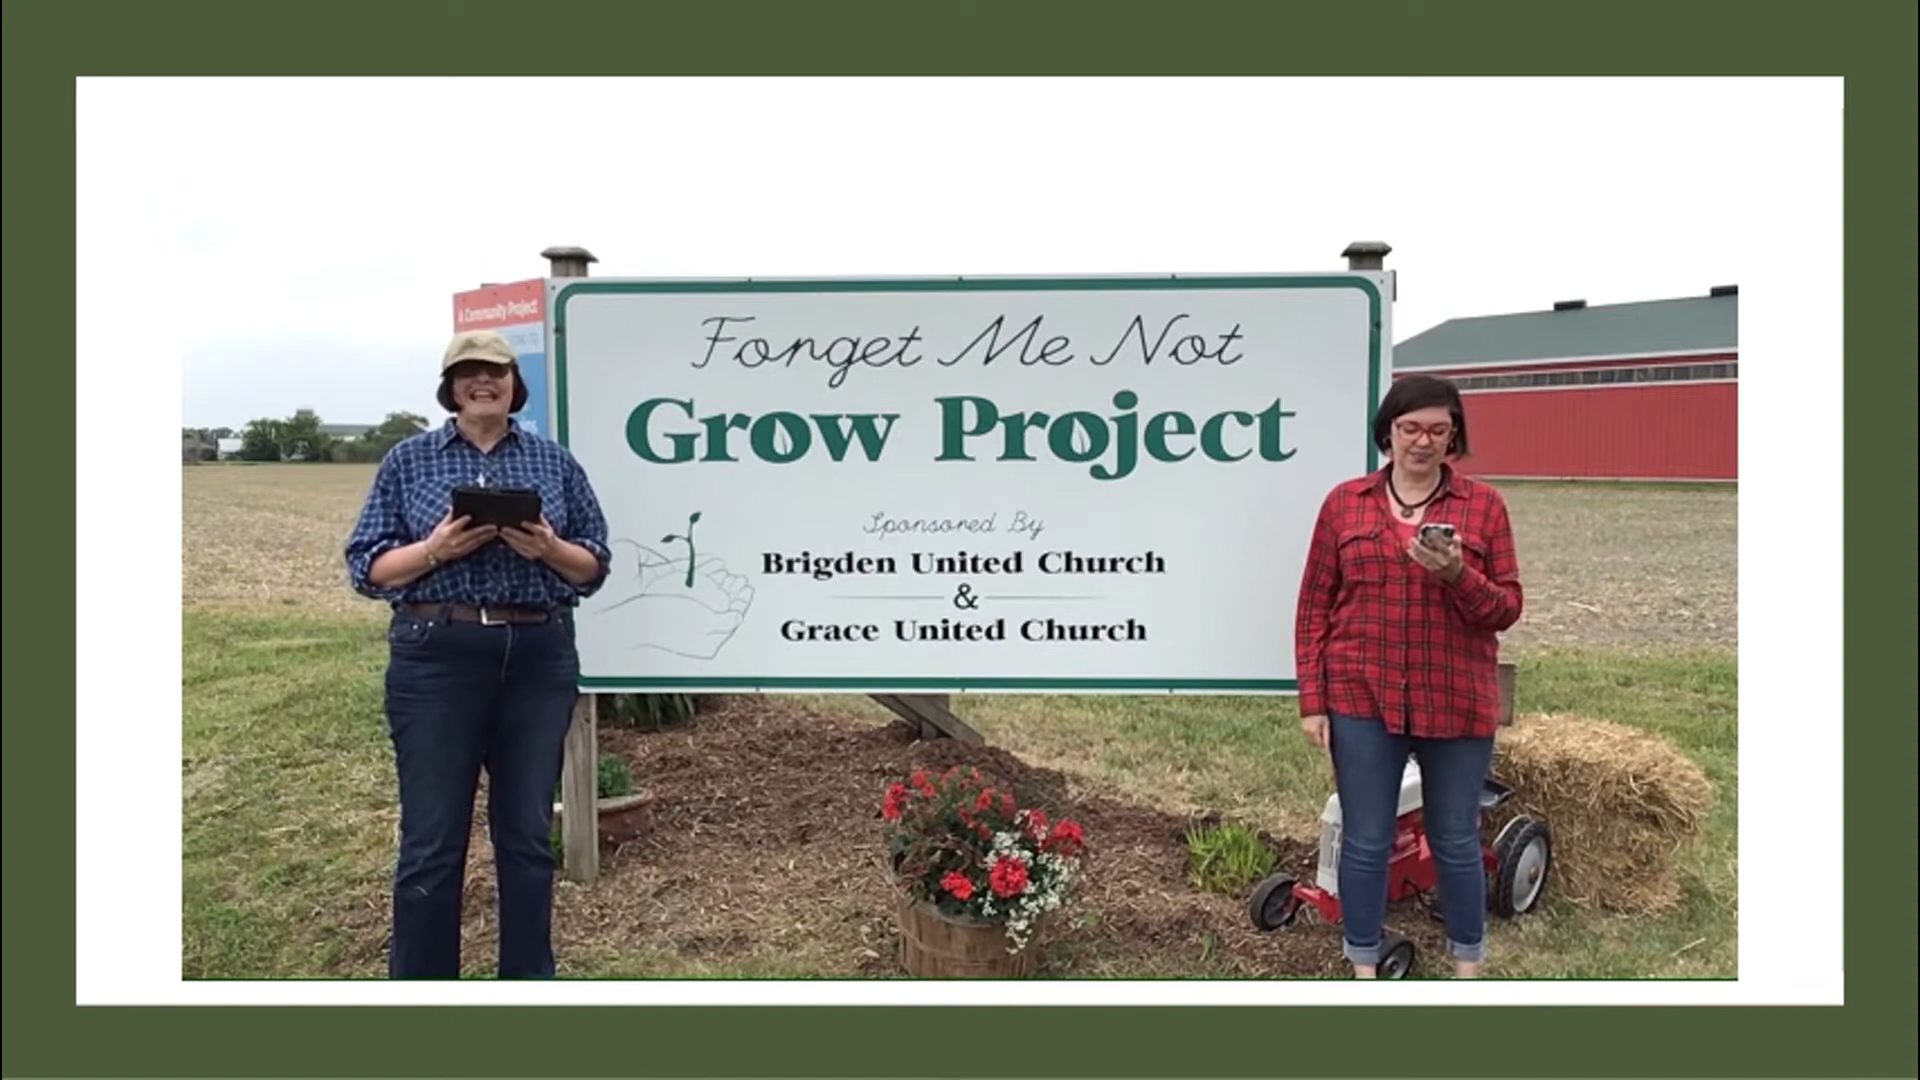 A Community Project
Forget Me Not
Grow Project
Sponsored By
Brigden United Church
&
Grace United Church